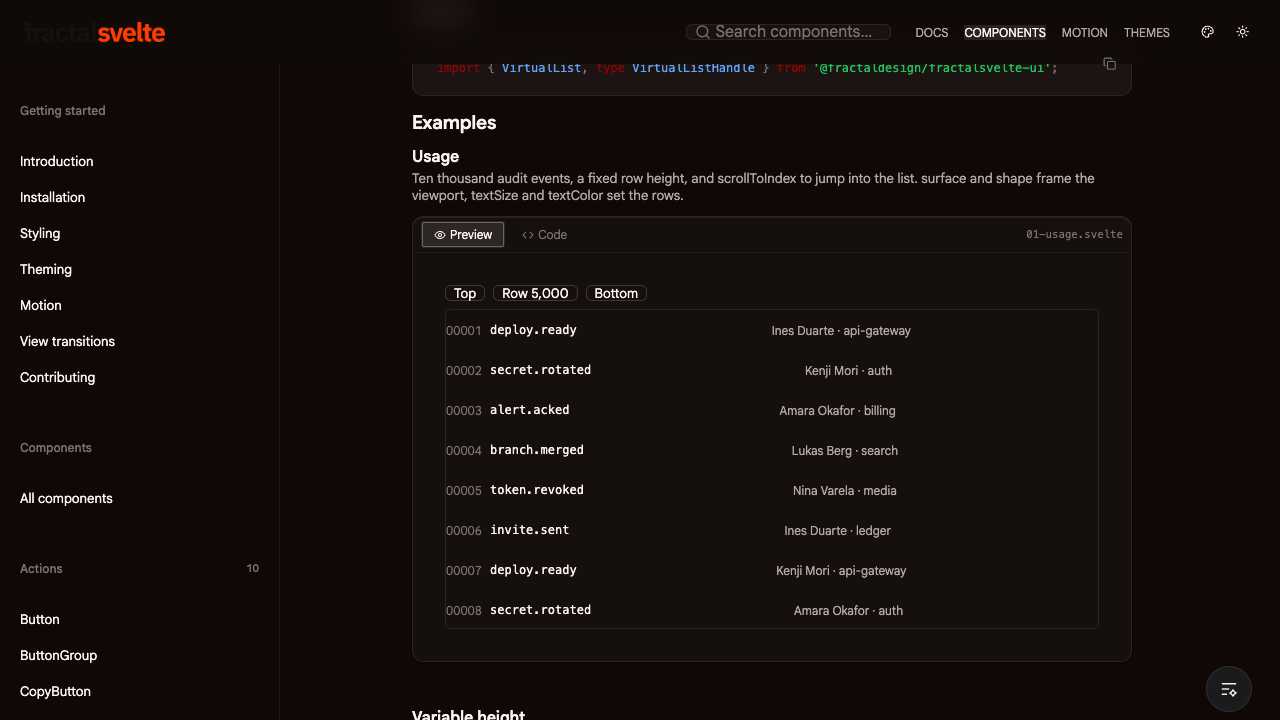 fractalsvelte
Search components...
DOCS
COMPONENTS
MOTION
THEMES
Getting started
Introduction
Installation
Styling
Theming
Motion
View transitions
Contributing
Components
All components
Actions 10
Button
ButtonGroup
CopyButton
import { VirtualList, type VirtualListHandle } from '@fractaldesign/fractalsvelte-ui';
Examples
Usage
Ten thousand audit events, a fixed row height, and scrollToIndex to jump into the list. surface and shape frame the
viewport, textSize and textColor set the rows.
Preview
Code
01-usage.svelte
Top
Row 5,000
Bottom
00001 deploy.ready Ines Duarte · api-gateway
00002 secret.rotated Kenji Mori · auth
00003 alert.acked Amara Okafor · billing
00004 branch.merged Lukas Berg · search
00005 token.revoked Nina Varela · media
00006 invite.sent Ines Duarte · ledger
00007 deploy.ready Kenji Mori · api-gateway
00008 secret.rotated Amara Okafor · auth
Variable height